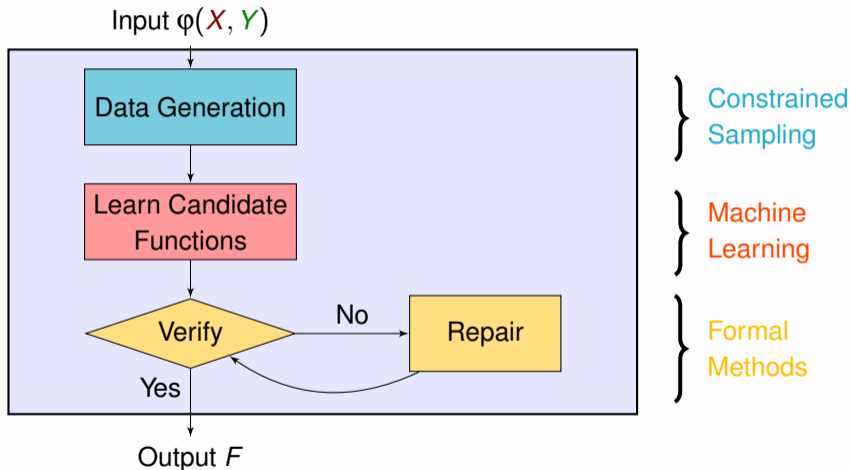 Input φ(X, Y)
Data Generation
Constrained
Sampling
Learn Candidate
Functions
Machine
Learning
Verify
No
Repair
Formal
Methods
Yes
Output F